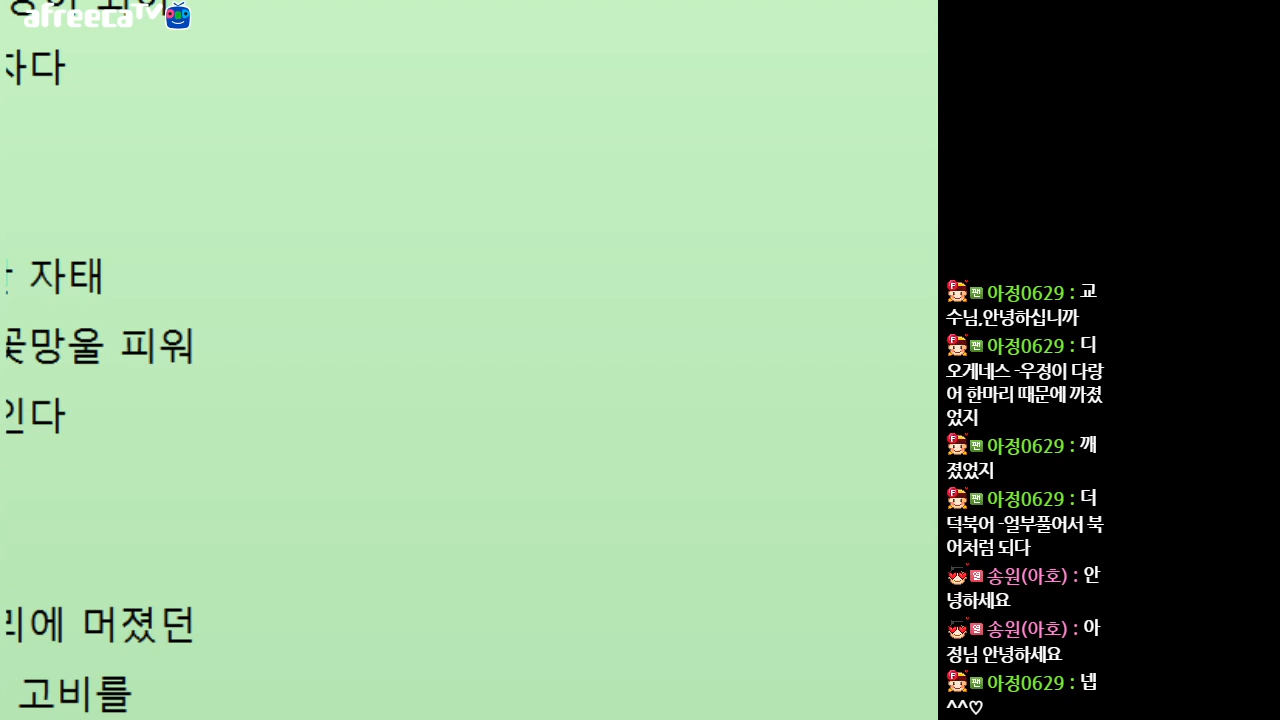 afreecaTV
자다
자태
꽃망울 피워
인다
리에 머졌던
고비를
아정0629 : 교
수님,안녕하십니까
아정0629 : 디
오게네스 -우정이 다랑
어 한마리 때문에 까졌
었지
아정0629 : 깨
졌었지
아정0629 : 더
덕북어 -얼부풀어서 북
어처럼 되다
송원(아호) : 안
녕하세요
송원(아호) : 아
정님 안녕하세요
아정0629 : 넵
^^♡